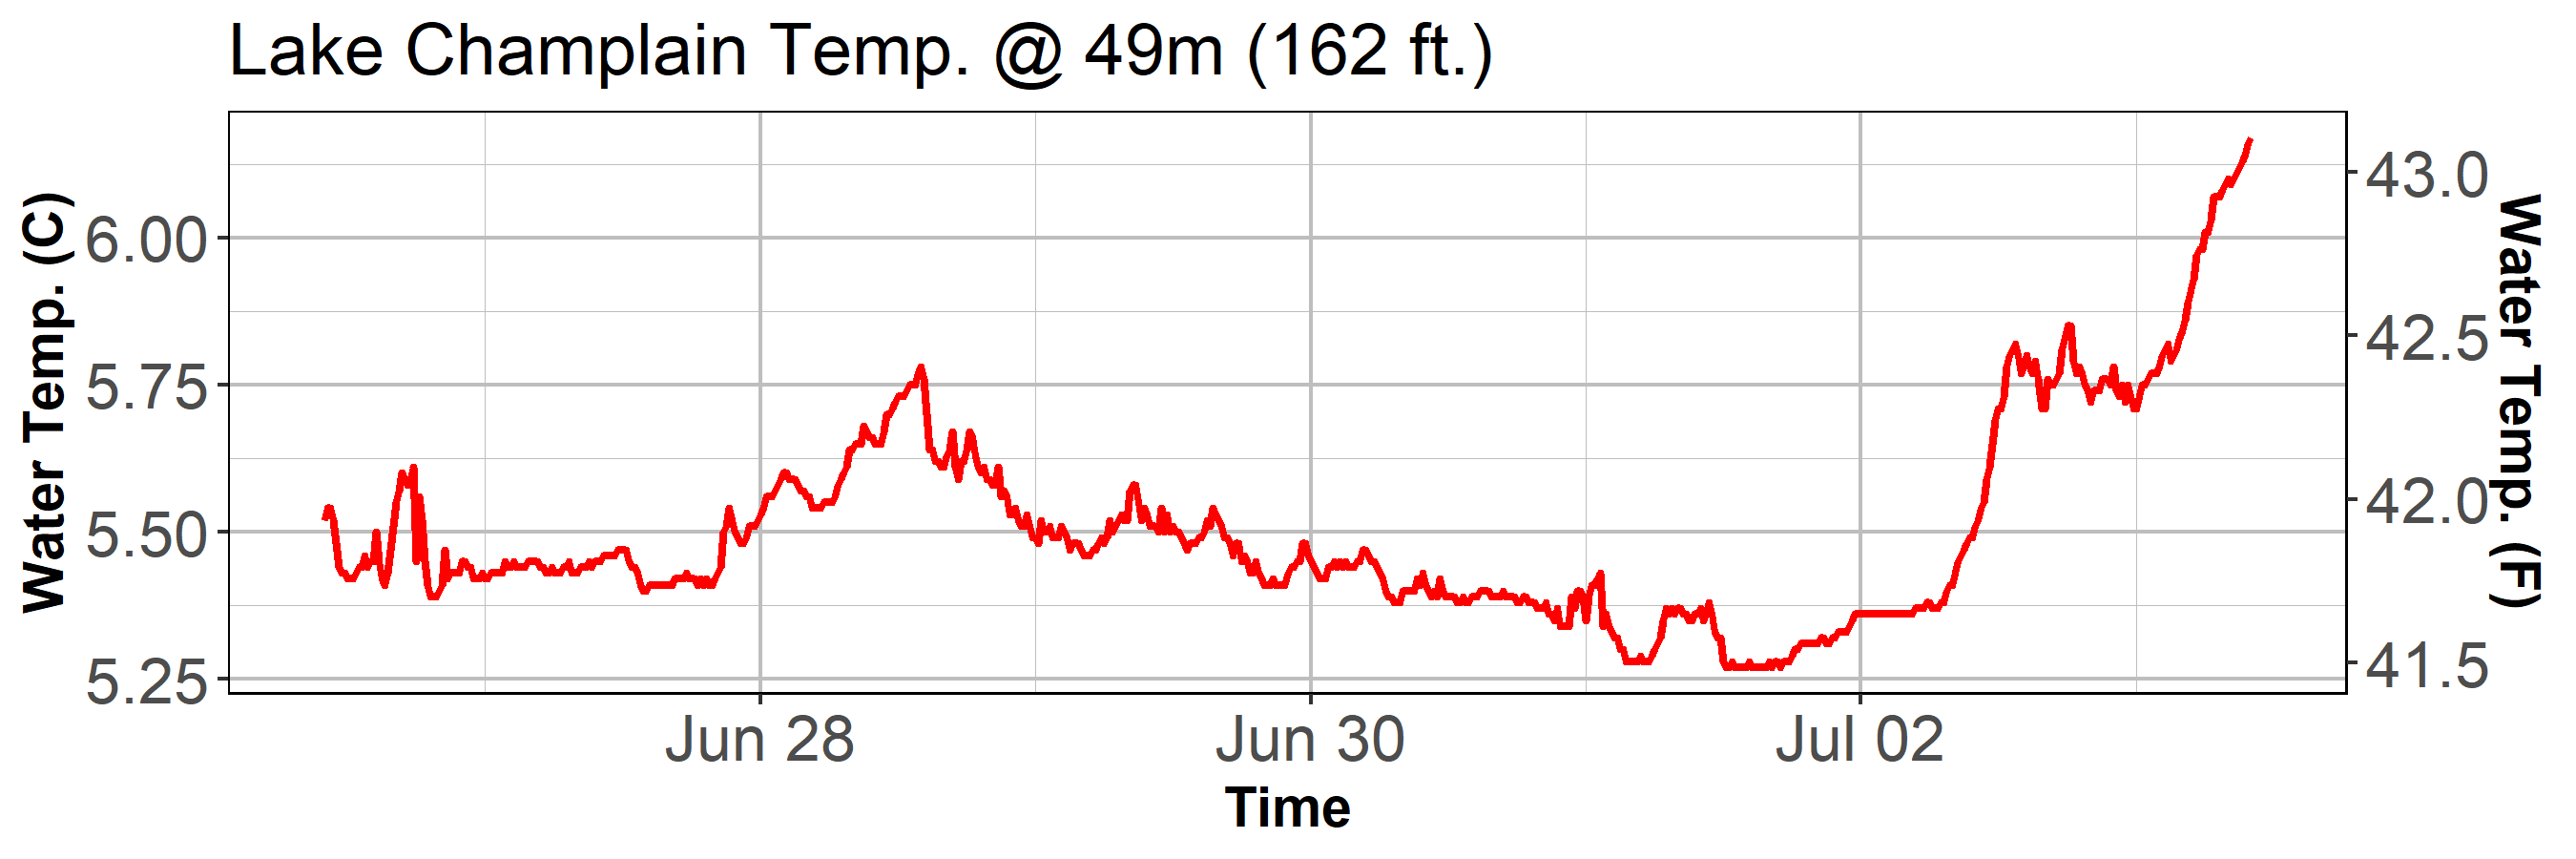 Lake Champlain Temp. @ 49m (162 ft.)
Water Temp. (C)
6.00
5.75
5.50
5.25
43.0
42.5
42.0
41.5
Water Temp. (F)
Jun 28
Jun 30
Jul 02
Time